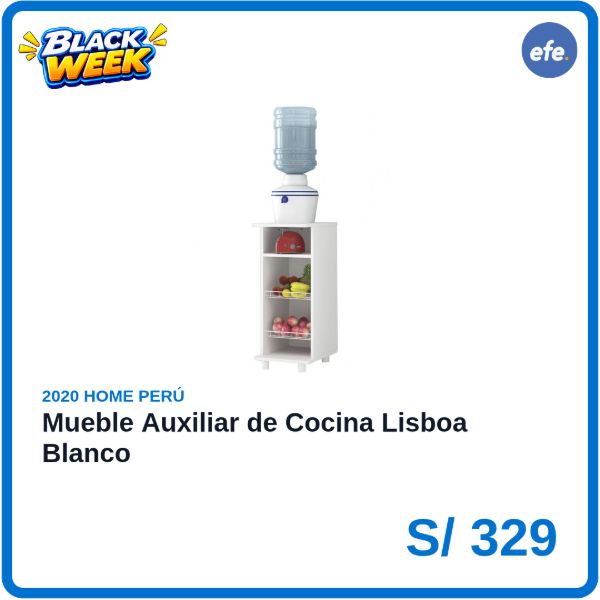 BLACK
WEEK
efe.
2020 HOME PERÚ
Mueble Auxiliar de Cocina Lisboa
Blanco
S/ 329